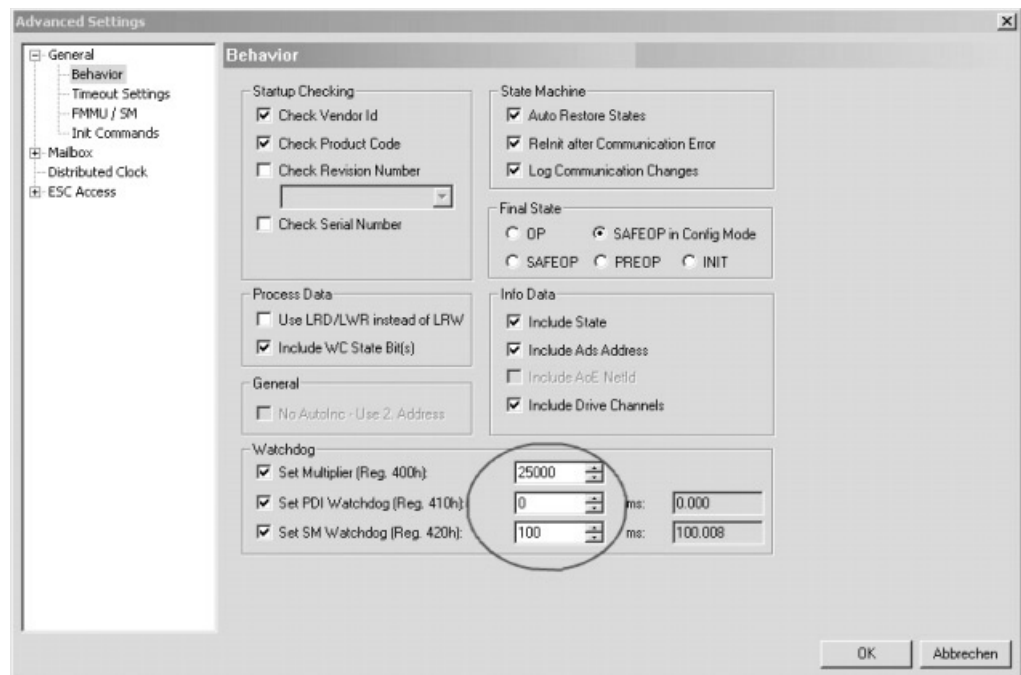 Advanced Settings
General
Behavior
Timeout Settings
FMMU / SM
Init Commands
Mailbox
Distributed Clock
ESC Access
Behavior
Startup Checking
Check Vendor Id
Check Product Code
Check Revision Number
Check Serial Number
State Machine
Auto Restore States
ReInit after Communication Error
Log Communication Changes
Final State
OP
SAFEOP in Config Mode
SAFEOP
PREOP
INIT
Process Data
Use LRD/LWR instead of LRW
Include WC State Bit(s)
General
No AutoInc - Use 2. Address
Info Data
Include State
Include Ads Address
Include AoE NetId
Include Drive Channels
Watchdog
Set Multiplier (Reg. 400h): 25000
Set PDI Watchdog (Reg. 410h): 0 ms: 0.000
Set SM Watchdog (Reg. 420h): 100 ms: 100.008
OK
Abbrechen